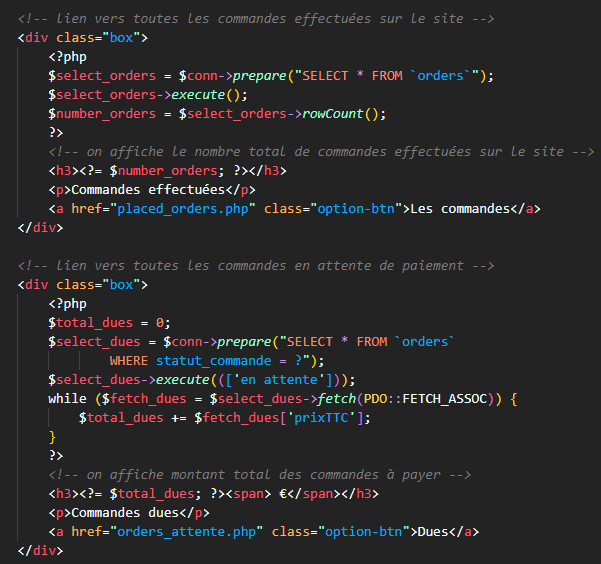 <!-- lien vers toutes les commandes effectuées sur le site -->
<div class="box">
<?php
$select_orders = $conn->prepare("SELECT * FROM `orders`");
$select_orders->execute();
$number_orders = $select_orders->rowCount();
?>
<!-- on affiche le nombre total de commandes effectuées sur le site -->
<h3><?= $number_orders; ?></h3>
<p>Commandes effectuées</p>
<a href="placed_orders.php" class="option-btn">Les commandes</a>
</div>
<!-- lien vers toutes les commandes en attente de paiement -->
<div class="box">
<?php
$total_dues = 0;
$select_dues = $conn->prepare("SELECT * FROM `orders`
WHERE statut_commande = ?");
$select_dues->execute((['en attente']));
while ($fetch_dues = $select_dues->fetch(PDO::FETCH_ASSOC)) {
$total_dues += $fetch_dues['prixTTC'];
}
?>
<!-- on affiche montant total des commandes à payer -->
<h3><?= $total_dues; ?><span> €</span></h3>
<p>Commandes dues</p>
<a href="orders_attente.php" class="option-btn">Dues</a>
</div>